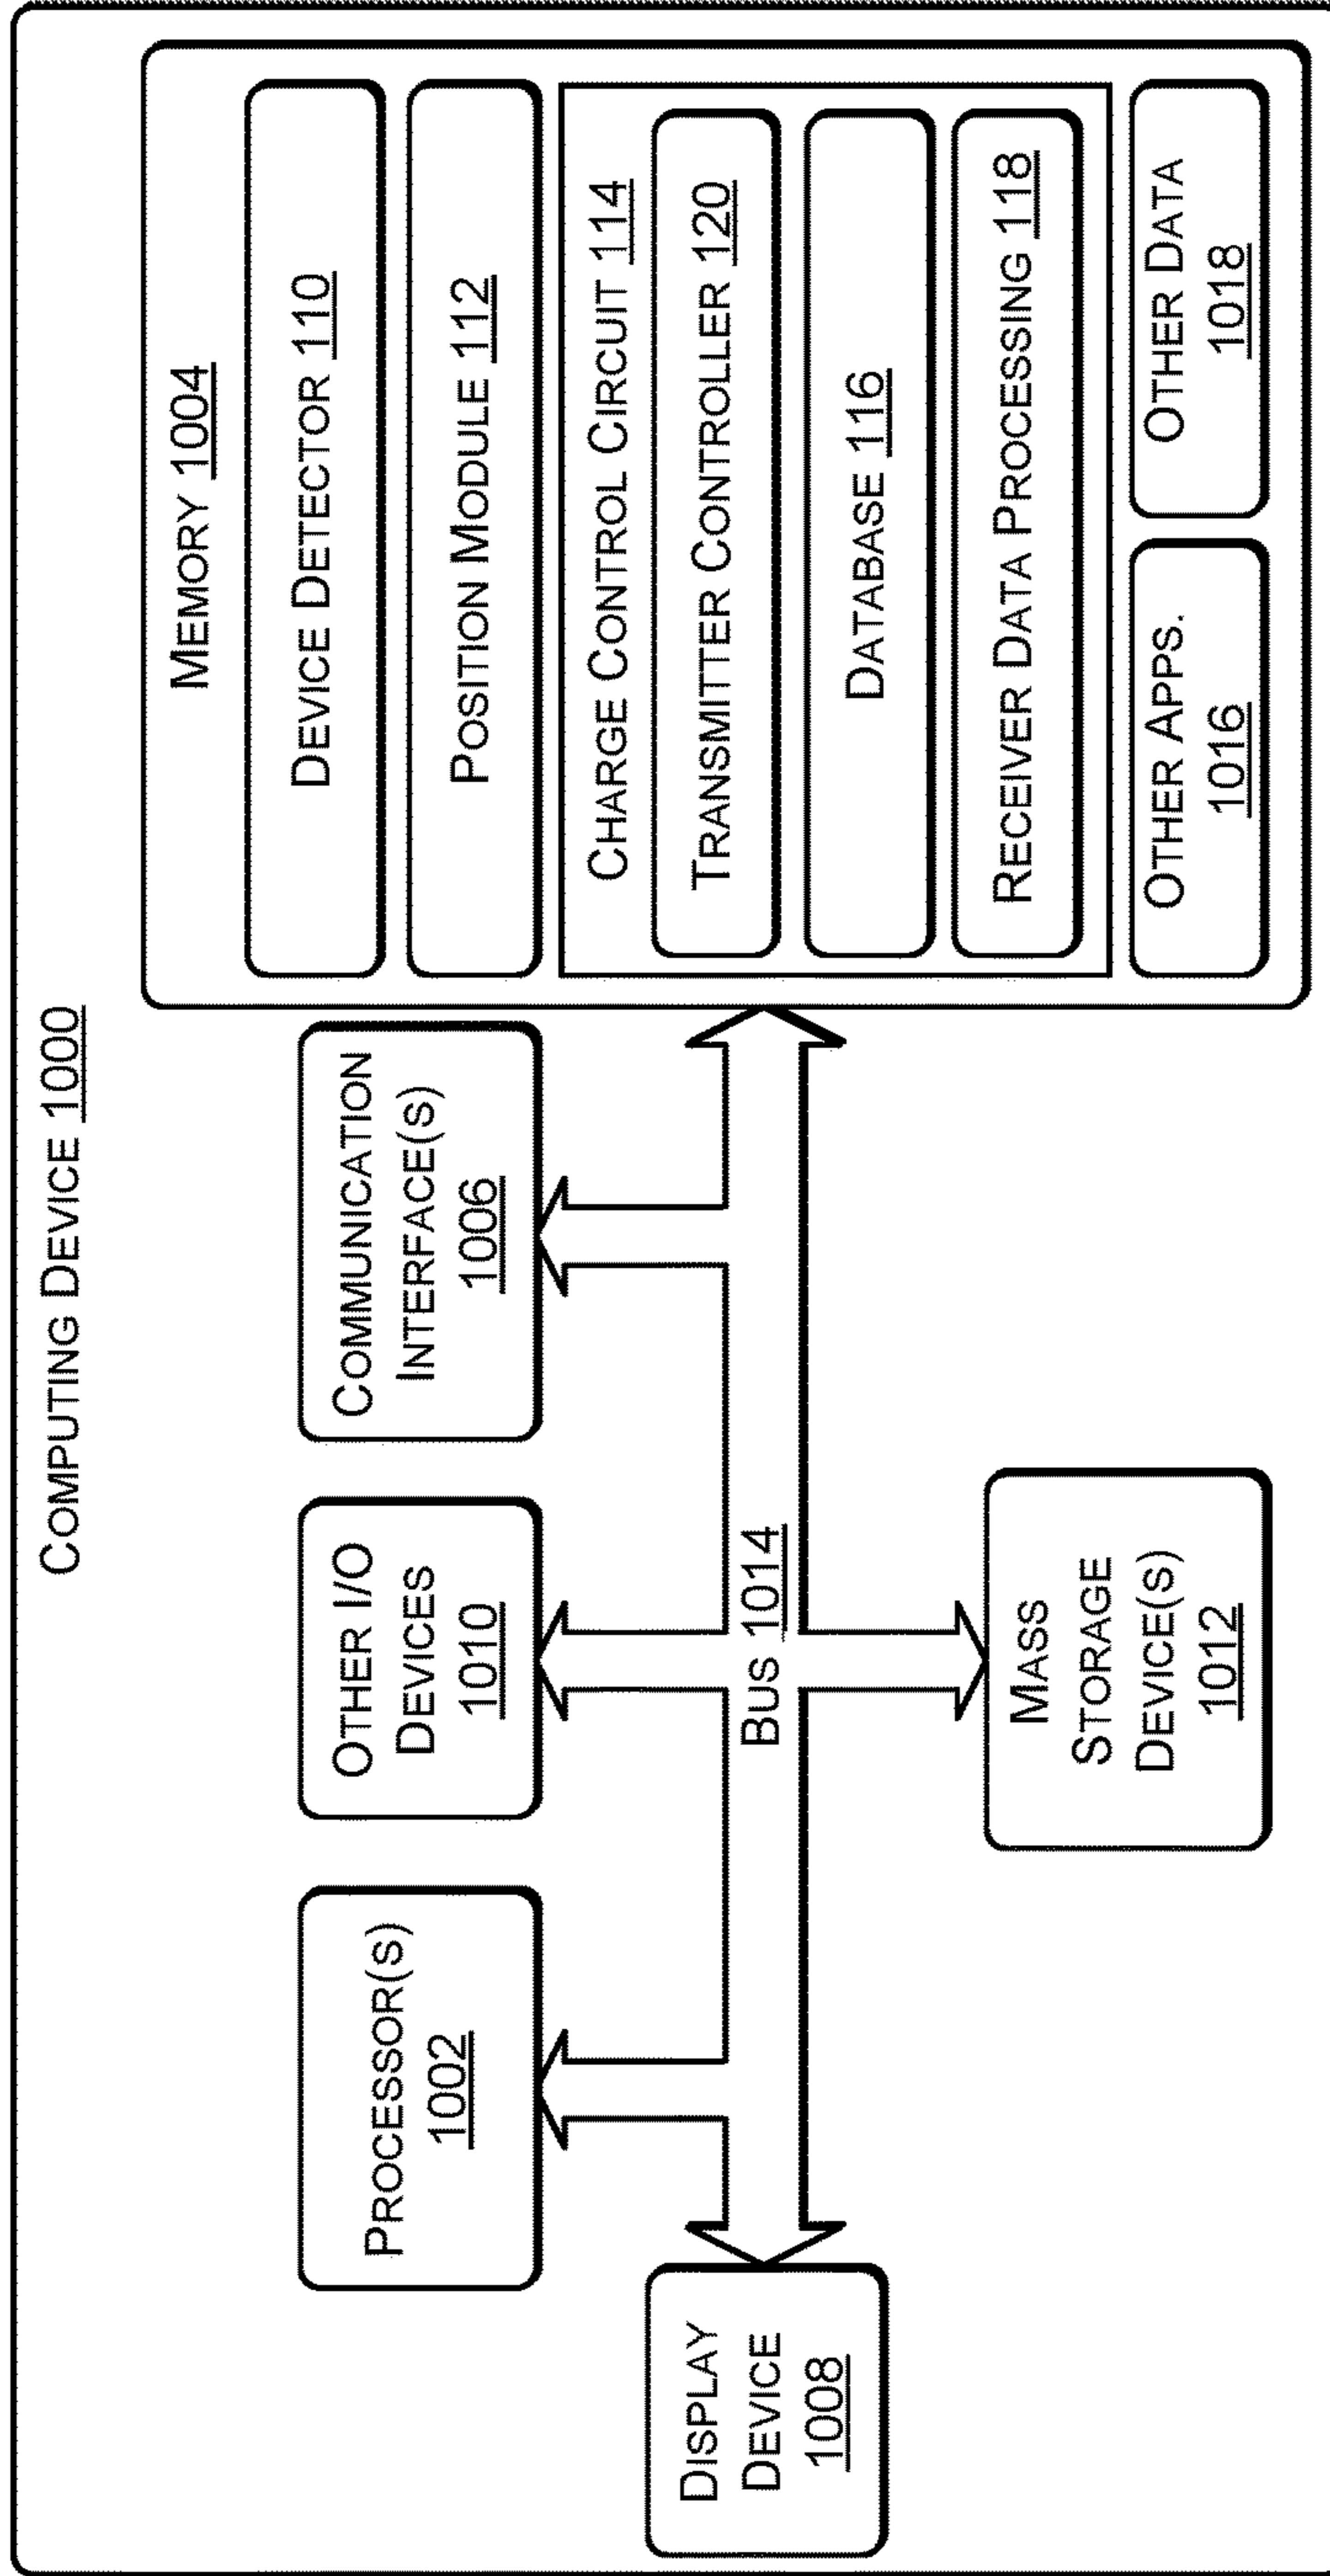 COMPUTING DEVICE 1000
PROCESSOR(S)
1002
OTHER I/O
DEVICES
1010
COMMUNICATION
INTERFACE(S)
1006
DISPLAY
DEVICE
1008
BUS 1014
MASS
STORAGE
DEVICE(S)
1012
MEMORY 1004
DEVICE DETECTOR 110
POSITION MODULE 112
CHARGE CONTROL CIRCUIT 114
TRANSMITTER CONTROLLER 120
DATABASE 116
RECEIVER DATA PROCESSING 118
OTHER APPS.
1016
OTHER DATA
1018